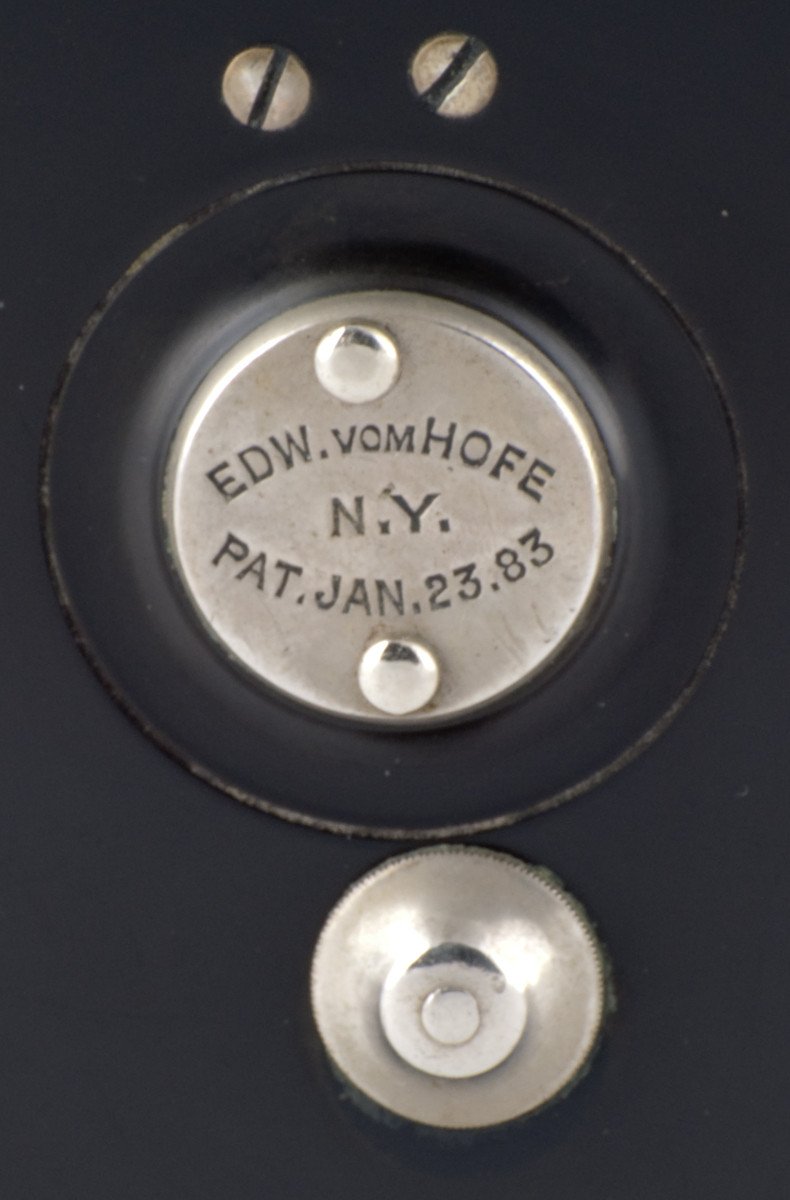 EDW. VOM HOFE
N.Y.
PAT. JAN. 23. 83